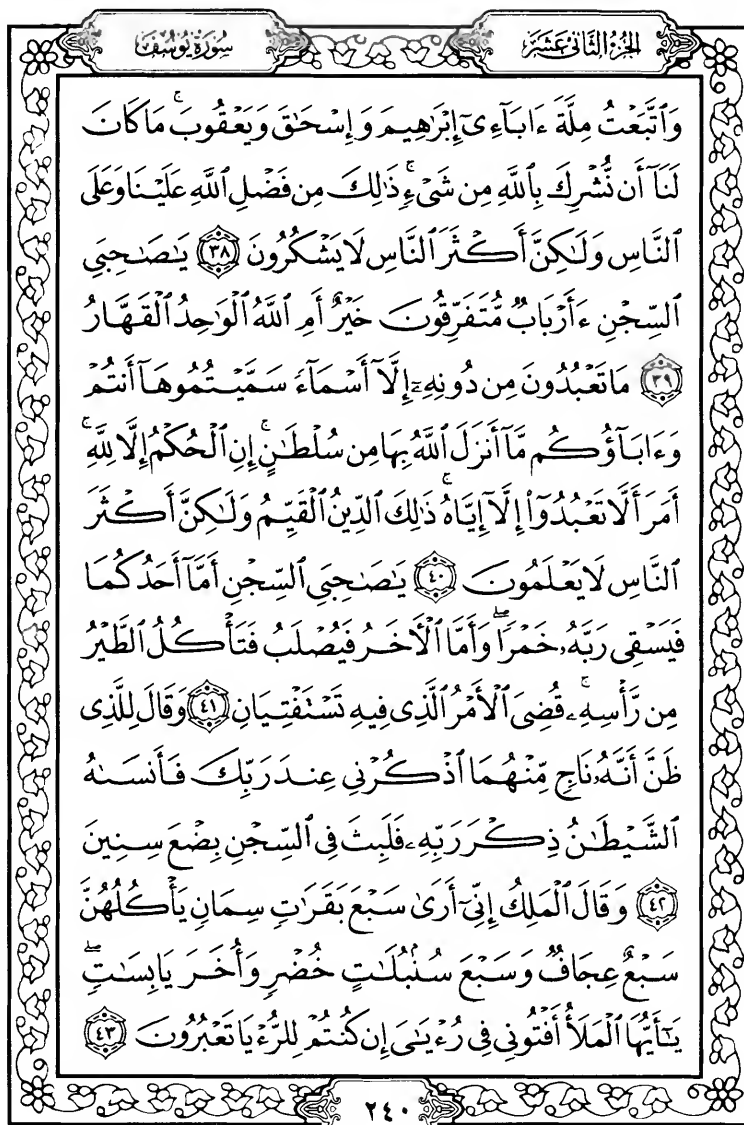 الجزء الثاني عشر
سورة يوسف
وَٱتَّبَعۡتُ مِلَّةَ ءَابَآءِيٓ إِبۡرَٰهِيمَ وَإِسۡحَٰقَ وَيَعۡقُوبَۚ مَا كَانَ
لَنَآ أَن نُّشۡرِكَ بِٱللَّهِ مِن شَيۡءٖۚ ذَٰلِكَ مِن فَضۡلِ ٱللَّهِ عَلَيۡنَا وَعَلَى
ٱلنَّاسِ وَلَٰكِنَّ أَكۡثَرَ ٱلنَّاسِ لَا يَشۡكُرُونَ ٣٨ يَٰصَٰحِبَيِ
ٱلسِّجۡنِ ءَأَرۡبَابٞ مُّتَفَرِّقُونَ خَيۡرٌ أَمِ ٱللَّهُ ٱلۡوَٰحِدُ ٱلۡقَهَّارُ
٣٩ مَا تَعۡبُدُونَ مِن دُونِهِۦٓ إِلَّآ أَسۡمَآءٗ سَمَّيۡتُمُوهَآ أَنتُمۡ
وَءَابَآؤُكُم مَّآ أَنزَلَ ٱللَّهُ بِهَا مِن سُلۡطَٰنٍۚ إِنِ ٱلۡحُكۡمُ إِلَّا لِلَّهِۚ
أَمَرَ أَلَّا تَعۡبُدُوٓاْ إِلَّآ إِيَّاهُۚ ذَٰلِكَ ٱلدِّينُ ٱلۡقَيِّمُ وَلَٰكِنَّ أَكۡثَرَ
ٱلنَّاسِ لَا يَعۡلَمُونَ ٤٠ يَٰصَٰحِبَيِ ٱلسِّجۡنِ أَمَّآ أَحَدُكُمَا
فَيَسۡقِي رَبَّهُۥ خَمۡرٗاۖ وَأَمَّا ٱلۡأٓخَرُ فَيُصۡلَبُ فَتَأۡكُلُ ٱلطَّيۡرُ
مِن رَّأۡسِهِۦۚ قُضِيَ ٱلۡأَمۡرُ ٱلَّذِي فِيهِ تَسۡتَفۡتِيَانِ ٤١ وَقَالَ لِلَّذِي
ظَنَّ أَنَّهُۥ نَاجٖ مِّنۡهُمَا ٱذۡكُرۡنِي عِندَ رَبِّكَ فَأَنسَىٰهُ
ٱلشَّيۡطَٰنُ ذِكۡرَ رَبِّهِۦ فَلَبِثَ فِي ٱلسِّجۡنِ بِضۡعَ سِنِينَ
٤٢ وَقَالَ ٱلۡمَلِكُ إِنِّيٓ أَرَىٰ سَبۡعَ بَقَرَٰتٖ سِمَانٖ يَأۡكُلُهُنَّ
سَبۡعٌ عِجَافٞ وَسَبۡعَ سُنۢبُلَٰتٍ خُضۡرٖ وَأُخَرَ يَابِسَٰتٖۖ
يَٰٓأَيُّهَا ٱلۡمَلَأُ أَفۡتُونِي فِي رُءۡيَٰيَ إِن كُنتُمۡ لِلرُّءۡيَا تَعۡبُرُونَ ٤٣
٢٤٠